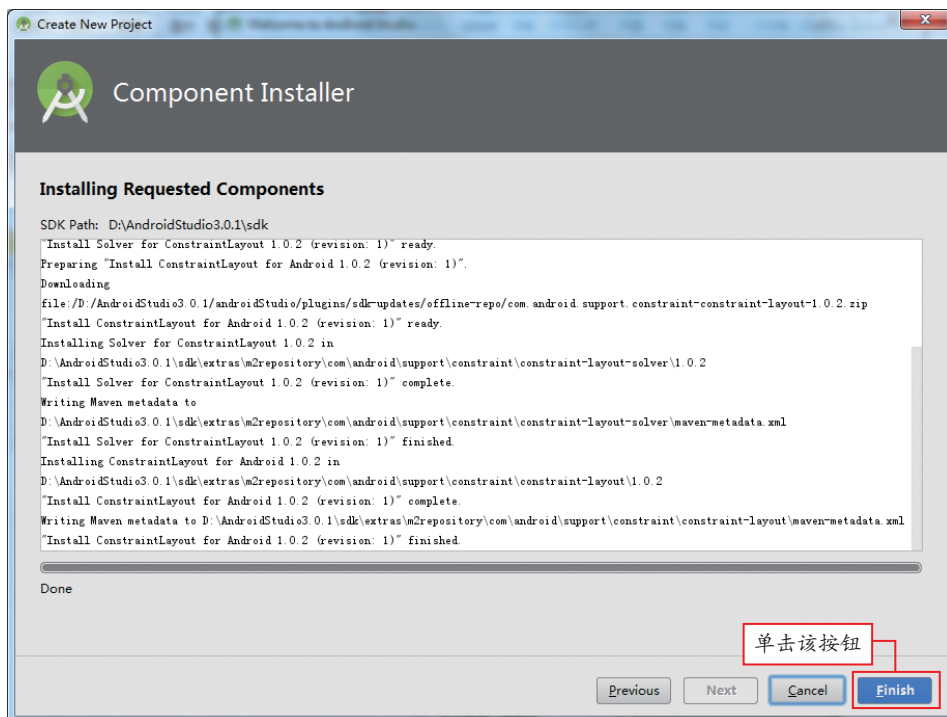 Create New Project
Component Installer
Installing Requested Components
SDK Path: D:\AndroidStudio3.0.1\sdk
"Install Solver for ConstraintLayout 1.0.2 (revision: 1)" ready.
Preparing "Install ConstraintLayout for Android 1.0.2 (revision: 1)".
Downloading
file:/D:/AndroidStudio3.0.1/androidStudio/plugins/sdk-updates/offline-repo/com.android.support.constraint-constraint-layout-1.0.2.zip
"Install ConstraintLayout for Android 1.0.2 (revision: 1)" ready.
Installing Solver for ConstraintLayout 1.0.2 in
D:\AndroidStudio3.0.1\sdk\extras\m2repository\com\android\support\constraint\constraint-layout-solver\1.0.2
"Install Solver for ConstraintLayout 1.0.2 (revision: 1)" complete.
Writing Maven metadata to
D:\AndroidStudio3.0.1\sdk\extras\m2repository\com\android\support\constraint\constraint-layout-solver\maven-metadata.xml
"Install Solver for ConstraintLayout 1.0.2 (revision: 1)" finished.
Installing ConstraintLayout for Android 1.0.2 in
D:\AndroidStudio3.0.1\sdk\extras\m2repository\com\android\support\constraint\constraint-layout\1.0.2
"Install ConstraintLayout for Android 1.0.2 (revision: 1)" complete.
Writing Maven metadata to D:\AndroidStudio3.0.1\sdk\extras\m2repository\com\android\support\constraint\constraint-layout\maven-metadata.xml
"Install ConstraintLayout for Android 1.0.2 (revision: 1)" finished.
Done
单击该按钮
Previous Next Cancel Finish